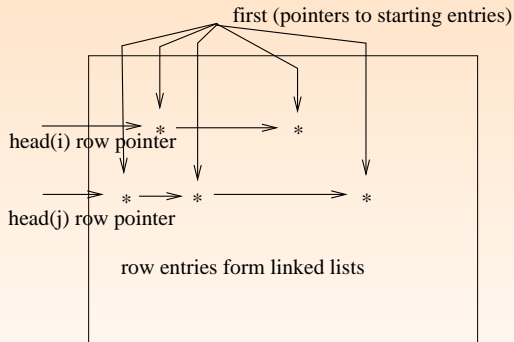 first (pointers to starting entries)
* *
head(i) row pointer
* * *
head(j) row pointer
row entries form linked lists